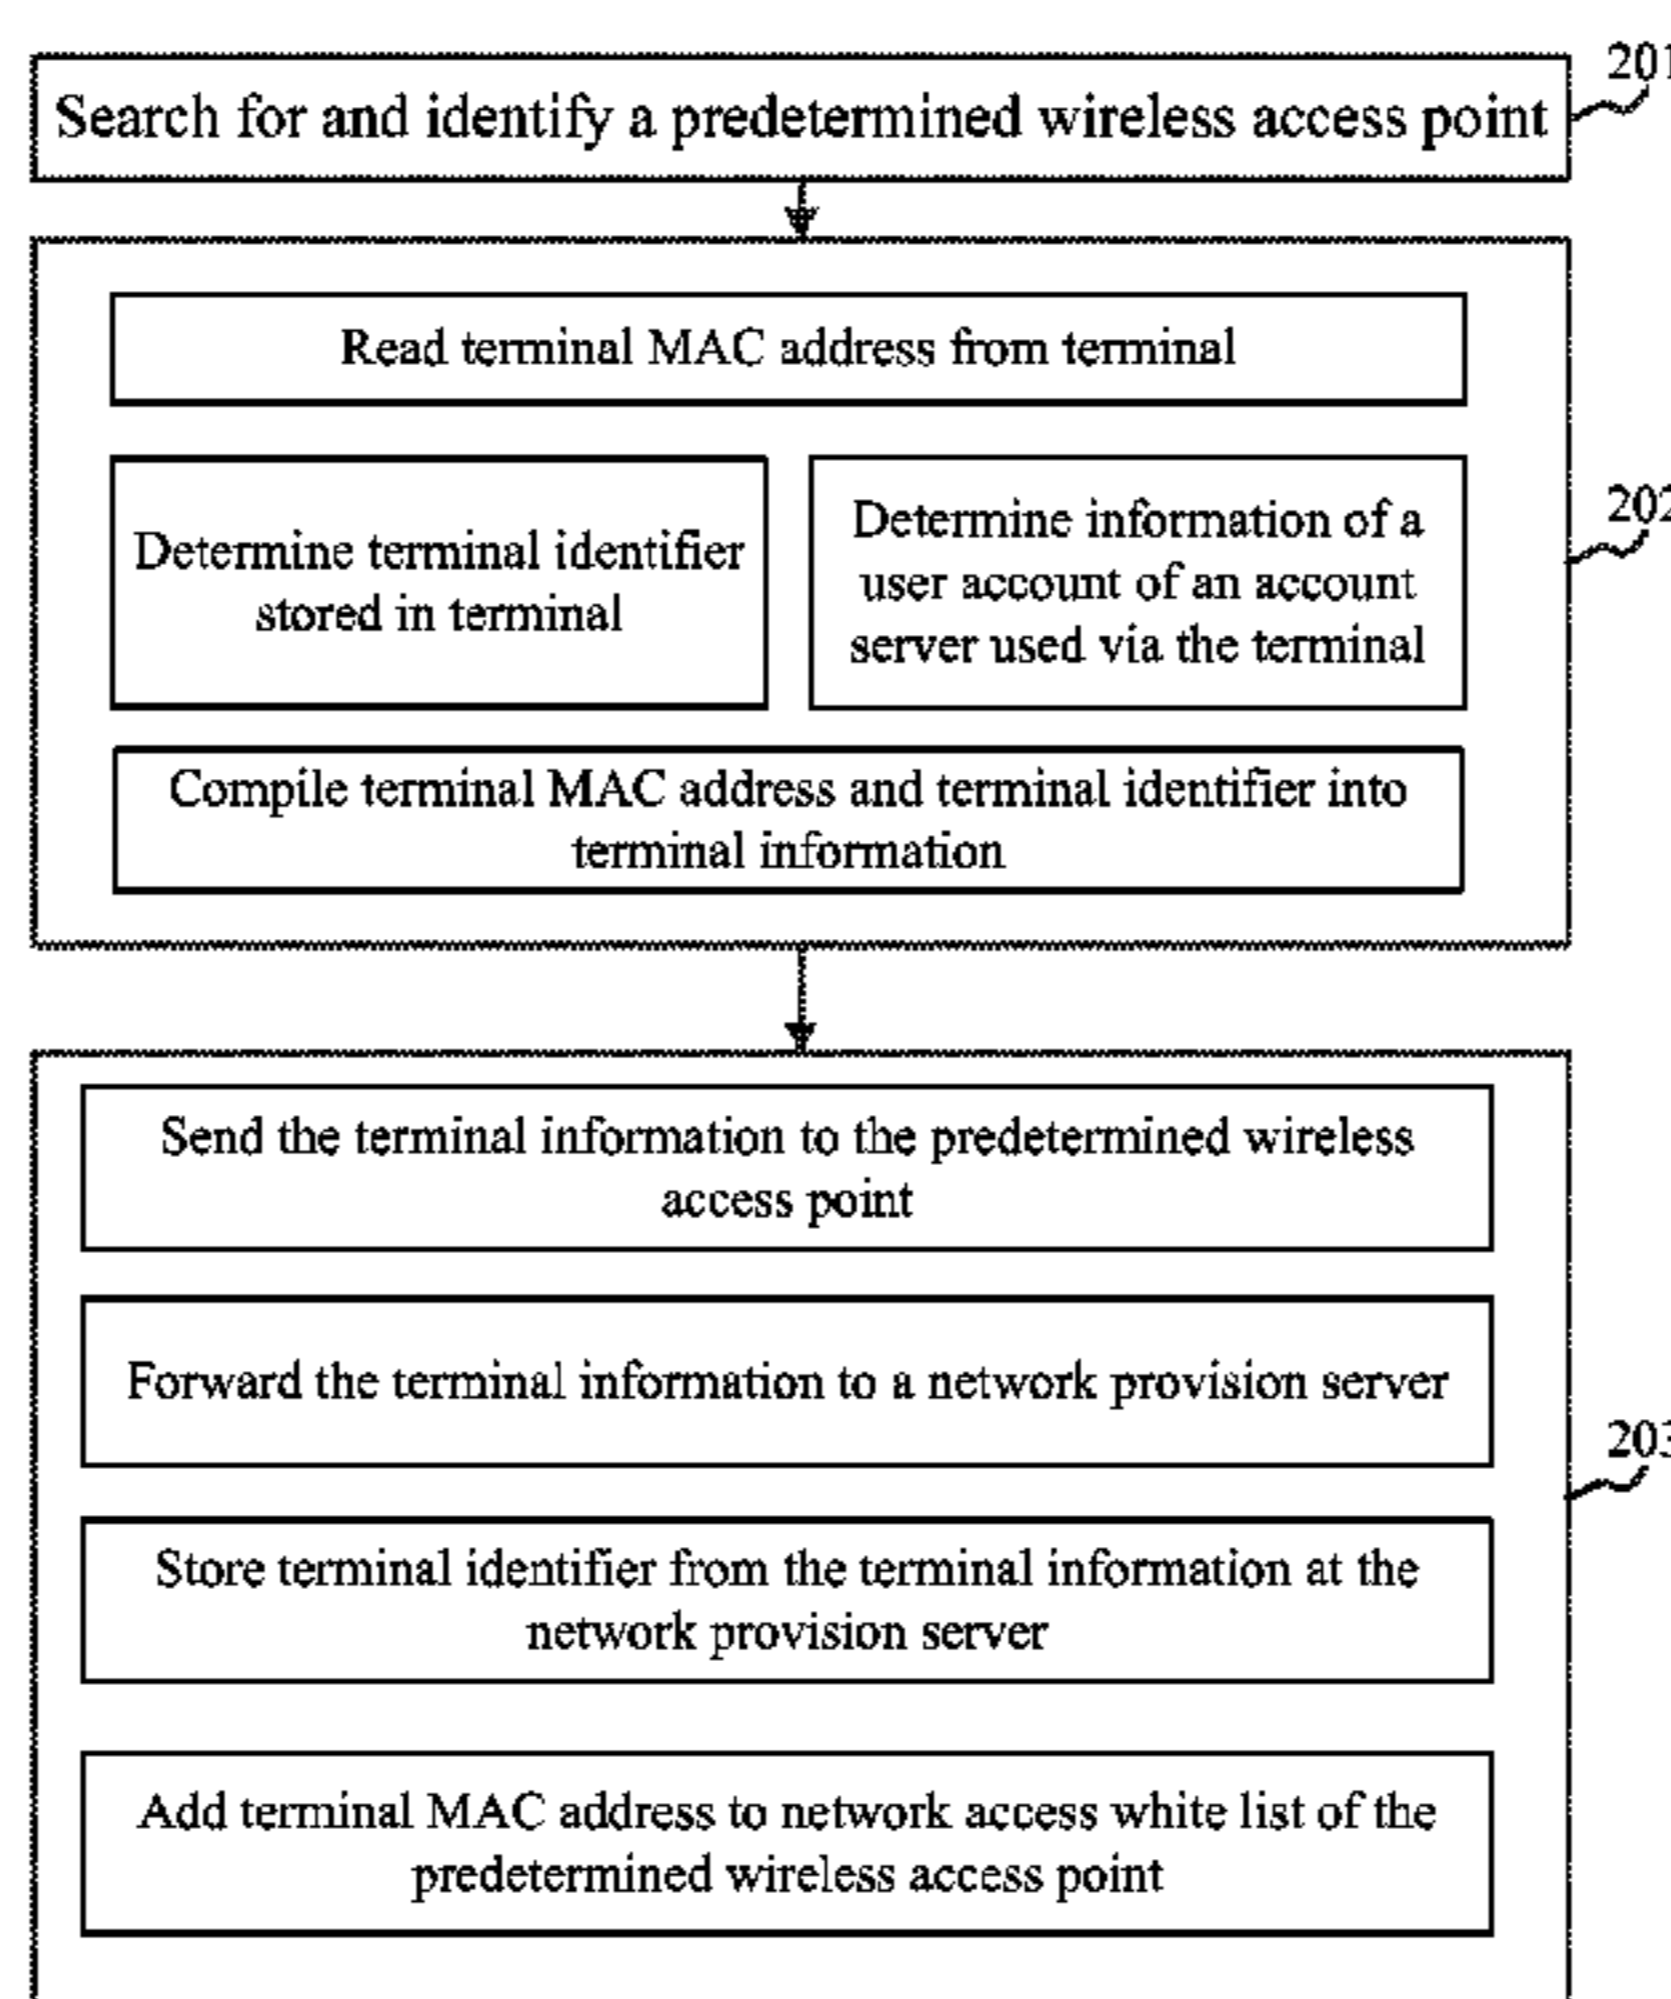 201
Search for and identify a predetermined wireless access point
Read terminal MAC address from terminal
Determine terminal identifier
stored in terminal
Determine information of a
user account of an account
server used via the terminal
202
Compile terminal MAC address and terminal identifier into
terminal information
Send the terminal information to the predetermined wireless
access point
Forward the terminal information to a network provision server
203
Store terminal identifier from the terminal information at the
network provision server
Add terminal MAC address to network access white list of the
predetermined wireless access point